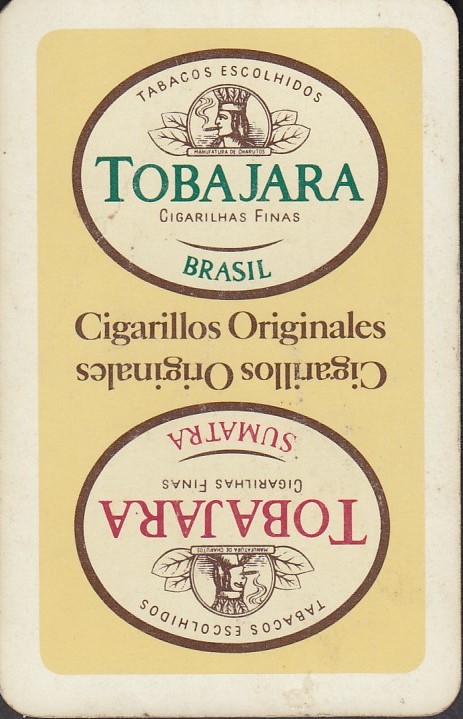 TABACOS ESCOLHIDOS
MANUFATURA DE CHARUTOS
TOBAJARA
CIGARILHAS FINAS
BRASIL
Cigarillos Originales
Cigarillos Originales
SUMATRA
CIGARILHAS FINAS
TOBAJARA
MANUFATURA DE CHARUTOS
TABACOS ESCOLHIDOS